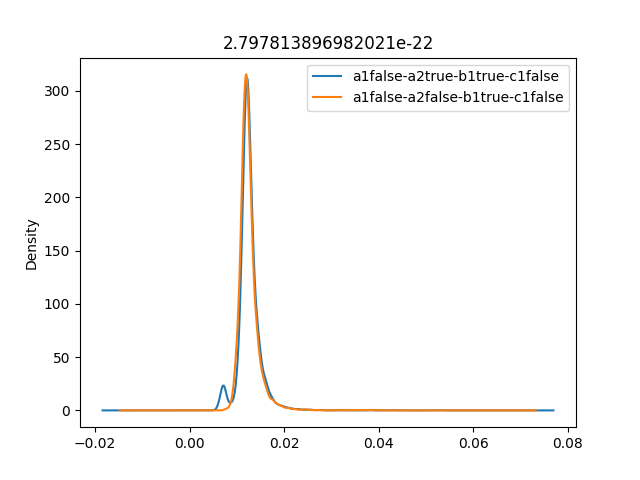 2.797813896982021e-22
a1false-a2true-b1true-c1false
a1false-a2false-b1true-c1false
Density
300
250
200
150
100
50
0
−0.02 0.00 0.02 0.04 0.06 0.08